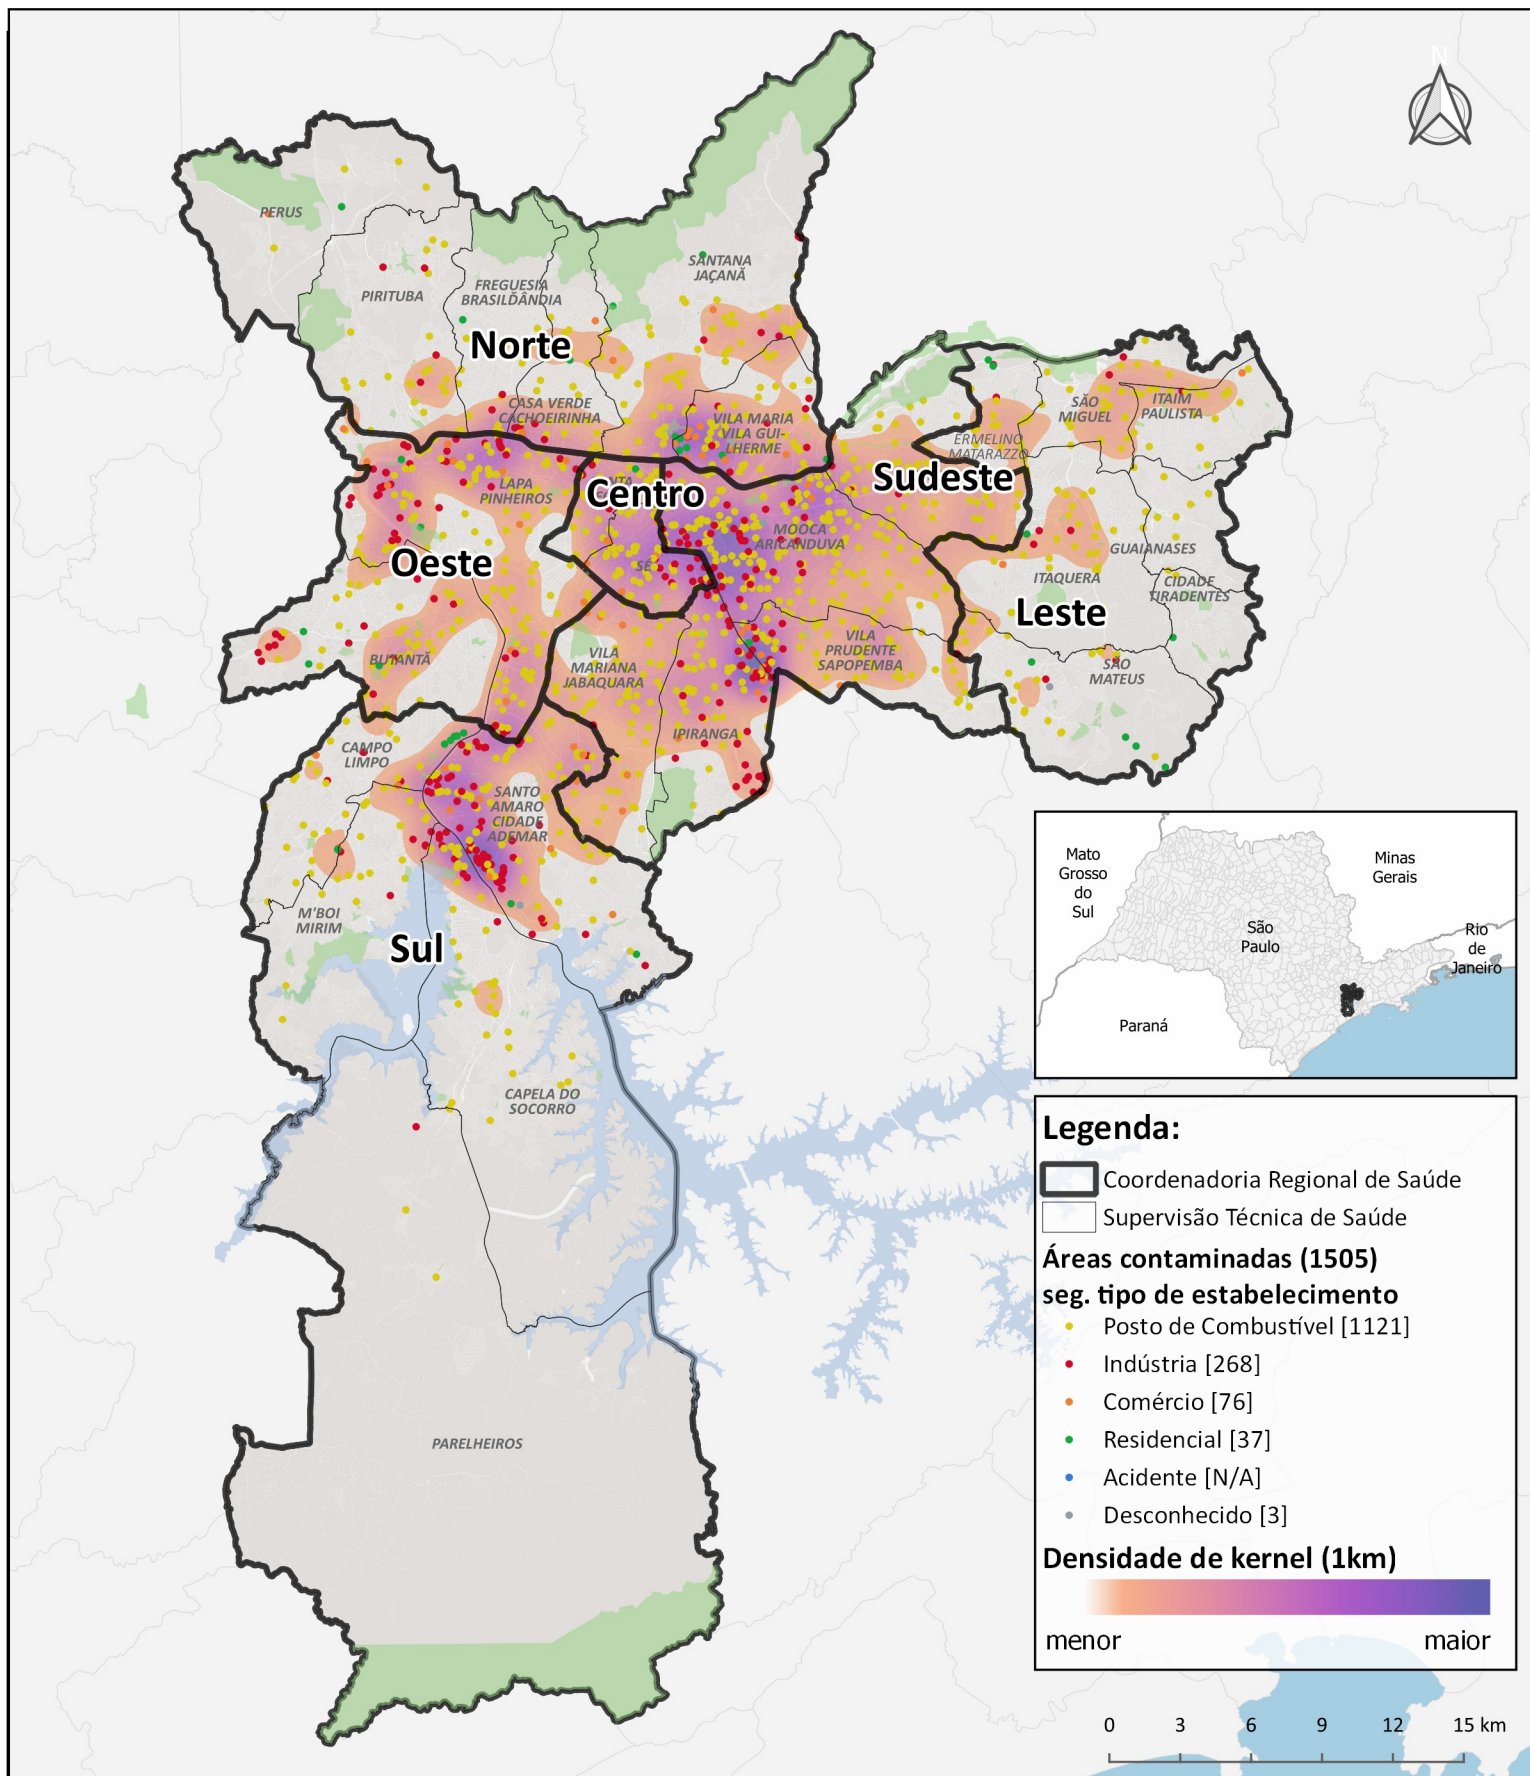 N
PERUS
PIRITUBA
FREGUESIA
BRASILÂNDIA
SANTANA
JAÇANÃ
Norte
CASA VERDE
CACHOEIRINHA
VILA MARIA
VILA GUI-
LHERME
SÃO
MIGUEL
ITAIM
PAULISTA
ERMELINO
MATARAZZO
Sudeste
LAPA
PINHEIROS
Centro
MOOCA
ARICANDUVA
SÉ
Oeste
GUAIANASES
ITAQUERA
CIDADE
TIRADENTES
Leste
BUTANTÃ
VILA
MARIANA
JABAQUARA
VILA
PRUDENTE
SAPOPEMBA
SÃO
MATEUS
IPIRANGA
CAMPO
LIMPO
SANTO
AMARO
CIDADE
ADEMAR
M'BOI
MIRIM
Sul
CAPELA DO
SOCORRO
PARELHEIROS
Mato
Grosso
do
Sul
Minas
Gerais
São
Paulo
Rio
de
Janeiro
Paraná
Legenda:
Coordenadoria Regional de Saúde
Supervisão Técnica de Saúde
Áreas contaminadas (1505)
seg. tipo de estabelecimento
Posto de Combustível [1121]
Indústria [268]
Comércio [76]
Residencial [37]
Acidente [N/A]
Desconhecido [3]
Densidade de kernel (1km)
menor maior
0 3 6 9 12 15 km